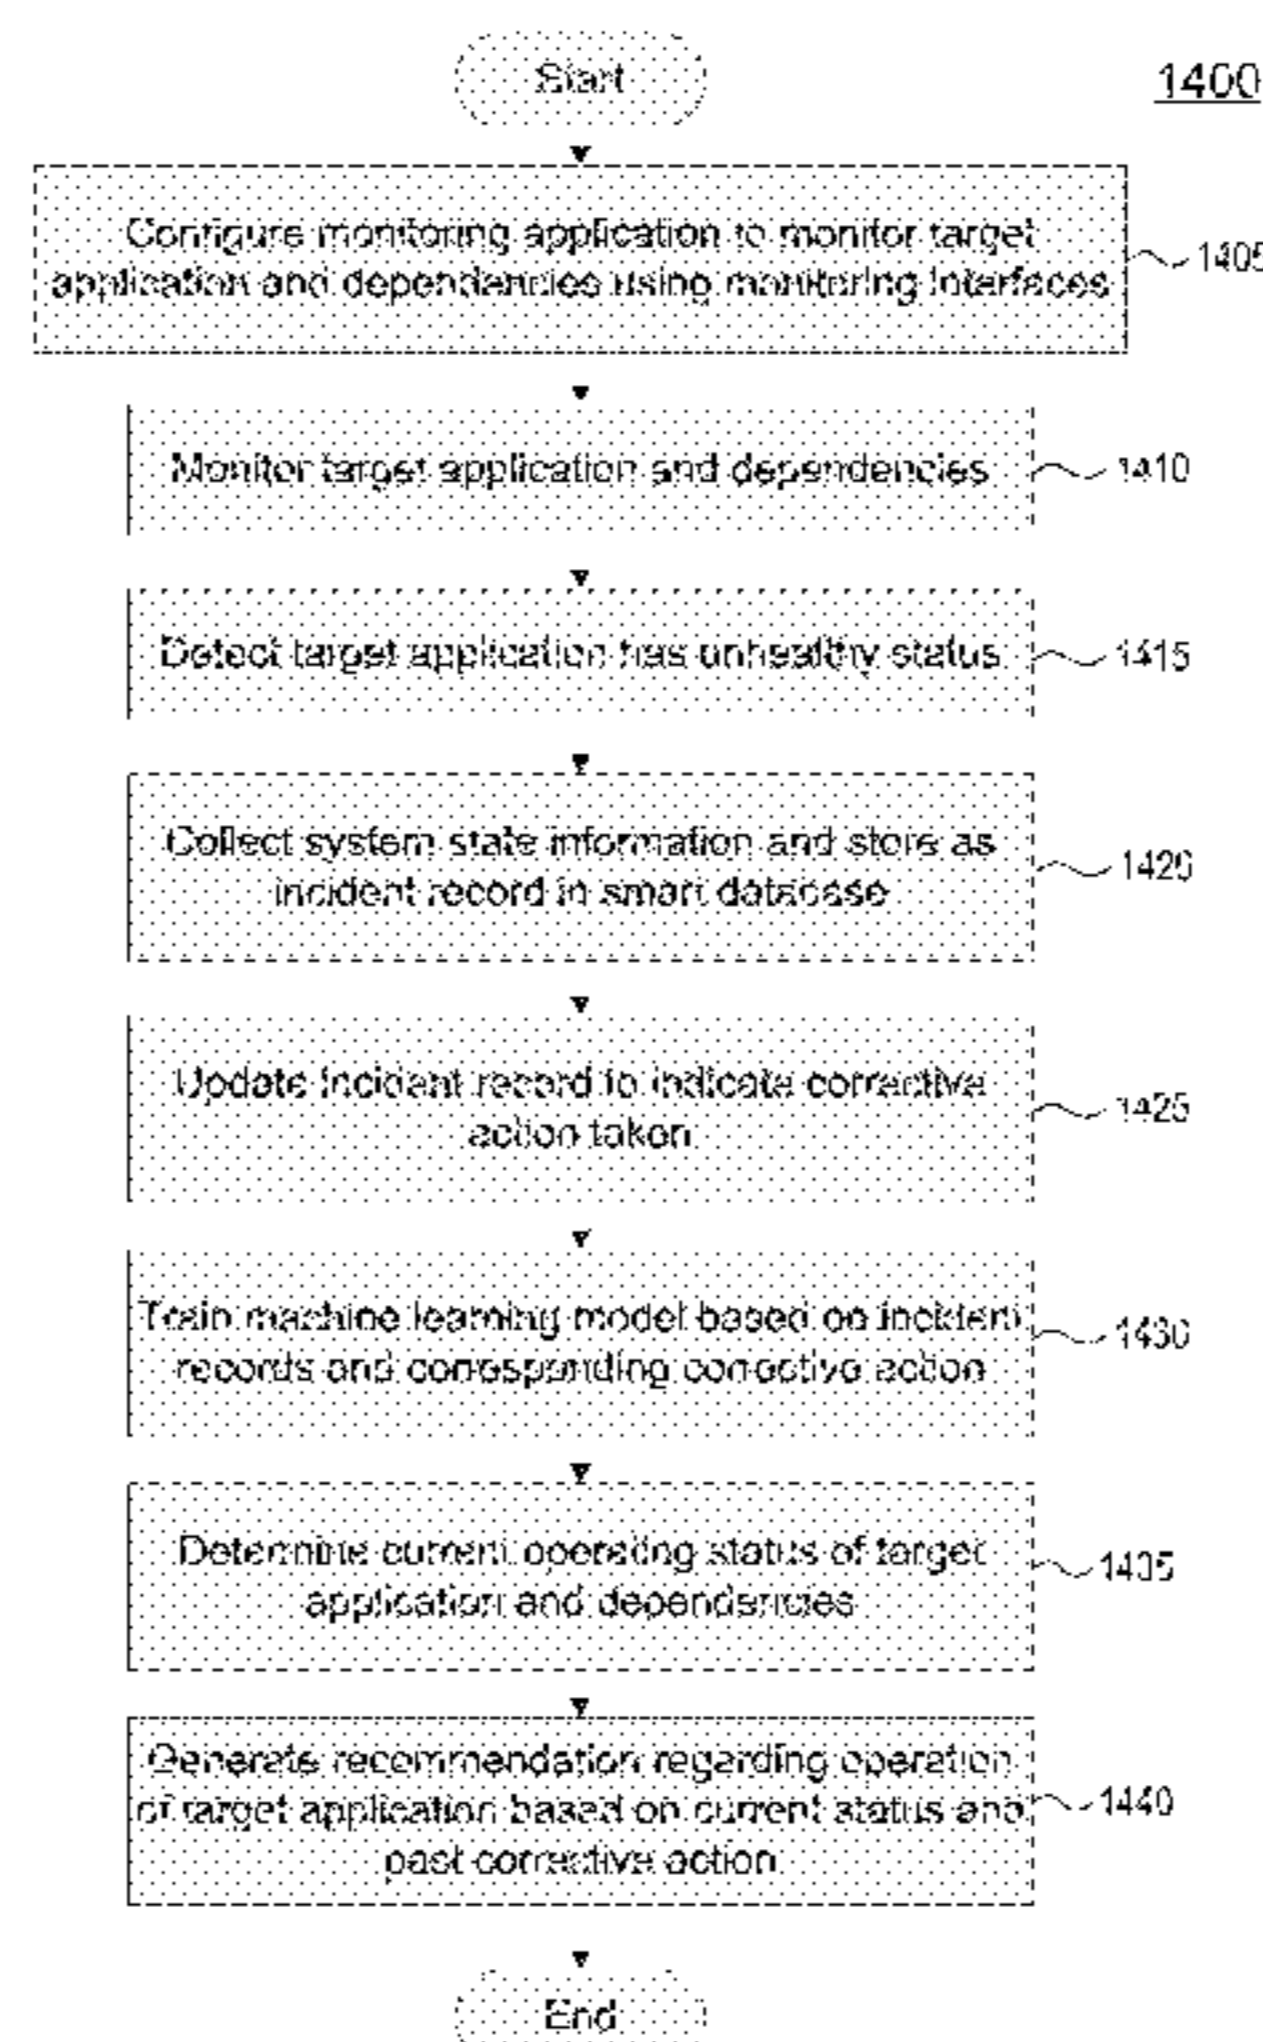 Start
1400
Configure monitoring application to monitor target
application and dependencies using monitoring interfaces
1405
Monitor target application and dependencies
1410
Detect target application has unhealthy status
1415
Collect system state information and store as
incident record in smart database
1420
Update incident record to indicate corrective
action taken
1425
Train machine learning model based on incident
records and corresponding corrective action
1430
Determine current operating status of target
application and dependencies
1435
Generate recommendation regarding operation
of target application based on current status and
past corrective action
1440
End